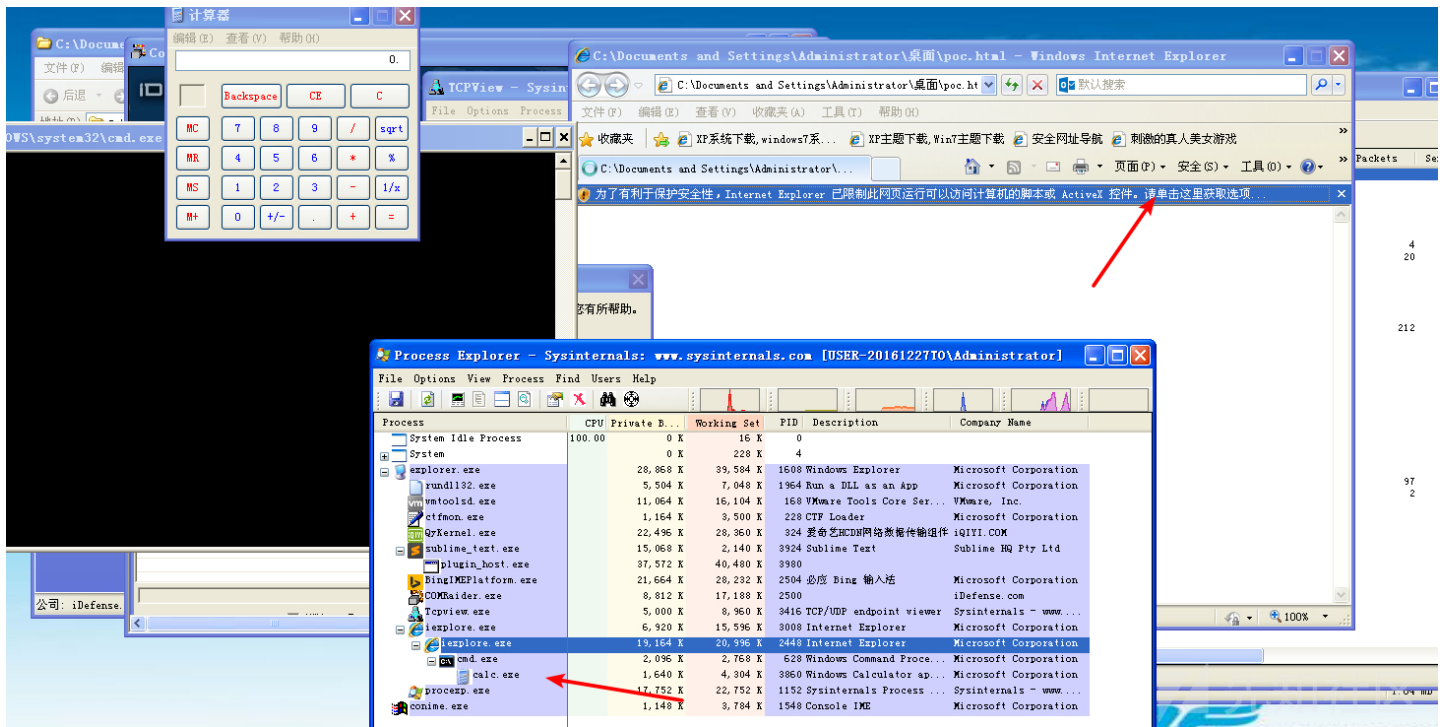 计算器
编辑(E) 查看(V) 帮助(H)
0.
Backspace CE C
MC 7 8 9 / sqrt
MR 4 5 6 * %
MS 1 2 3 - 1/x
M+ 0 +/- . + =
C:\Docume
文件(F) 编辑
后退
Co
TCPView - Sysin
File Options Process
OWS\system32\cmd.exe
C:\Documents and Settings\Administrator\桌面\poc.html - Windows Internet Explorer
C:\Documents and Settings\Administrator\桌面\poc.ht
默认搜索
文件(F) 编辑(E) 查看(V) 收藏夹(A) 工具(T) 帮助(H)
收藏夹 XP系统下载,windows7系... XP主题下载,Win7主题下载 安全网址导航 刺激的真人美女游戏 »
C:\Documents and Settings\Administrator\...
页面(P) 安全(S) 工具(O) »
为了有利于保护安全性，Internet Explorer 已限制此网页运行可以访问计算机的脚本或 ActiveX 控件。请单击这里获取选项...
Packets Se
4
20
212
97
2
您有所帮助。
Process Explorer - Sysinternals: www.sysinternals.com [USER-20161227TO\Administrator]
File Options View Process Find Users Help
Process CPU Private B... Working Set PID Description Company Name
System Idle Process 100.00 0 K 16 K 0
System 0 K 228 K 4
explorer.exe 28,868 K 39,584 K 1608 Windows Explorer Microsoft Corporation
rundll32.exe 5,504 K 7,048 K 1964 Run a DLL as an App Microsoft Corporation
vmtoolsd.exe 11,064 K 16,104 K 168 VMware Tools Core Ser... VMware, Inc.
ctfmon.exe 1,164 K 3,500 K 228 CTF Loader Microsoft Corporation
QyKernel.exe 22,496 K 28,360 K 324 爱奇艺HCDN网络数据传输组件 iQIYI.COM
sublime_text.exe 15,068 K 2,140 K 3924 Sublime Text Sublime HQ Pty Ltd
plugin_host.exe 37,572 K 40,480 K 3980
BingIMEPlatform.exe 21,664 K 28,232 K 2504 必应 Bing 输入法 Microsoft Corporation
COMRaider.exe 8,812 K 17,188 K 2500 iDefense.com
Tcpview.exe 5,000 K 8,960 K 3416 TCP/UDP endpoint viewer Sysinternals - www....
iexplore.exe 6,920 K 15,596 K 3008 Internet Explorer Microsoft Corporation
iexplore.exe 19,164 K 20,996 K 2448 Internet Explorer Microsoft Corporation
cmd.exe 2,096 K 2,768 K 628 Windows Command Proce... Microsoft Corporation
calc.exe 1,640 K 4,304 K 3860 Windows Calculator ap... Microsoft Corporation
procexp.exe 17,752 K 22,752 K 1152 Sysinternals Process ... Sysinternals - www....
conime.exe 1,148 K 3,784 K 1548 Console IME Microsoft Corporation
公司: iDefense.
100%